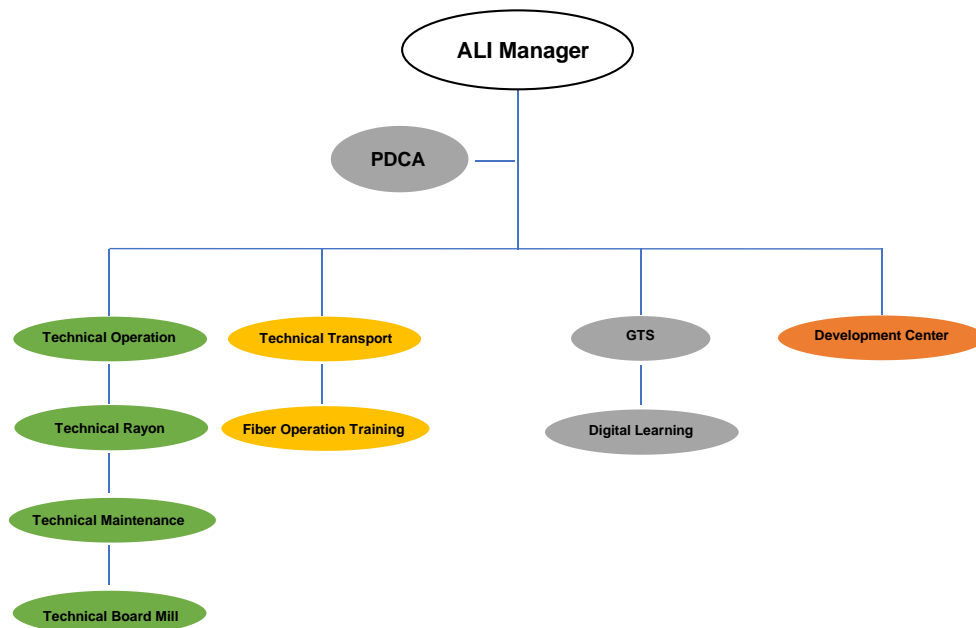 ALI Manager
PDCA
Technical Operation
Technical Transport
GTS
Development Center
Technical Rayon
Fiber Operation Training
Digital Learning
Technical Maintenance
Technical Board Mill